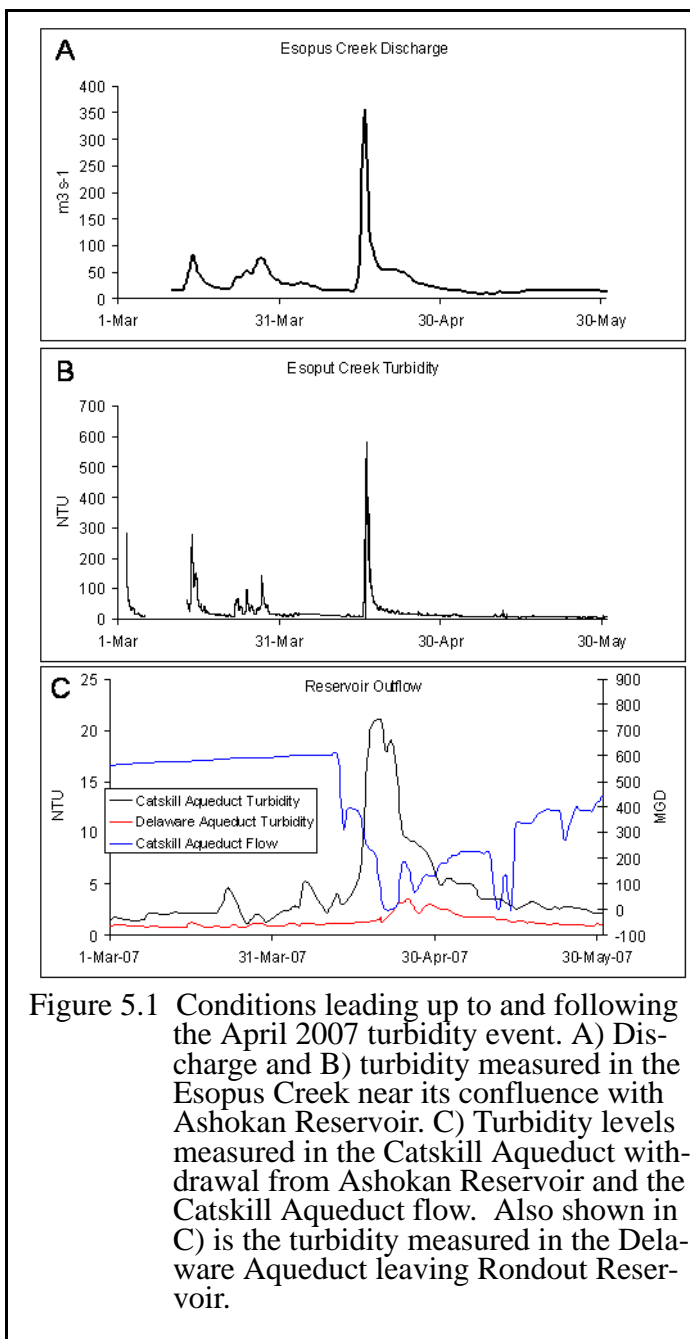 A
Esopus Creek Discharge
400
350
300
250
200
150
100
50
0
m3 s-1
1-Mar
31-Mar
30-Apr
30-May
B
Esoput Creek Turbidity
700
600
500
400
300
200
100
0
NTU
1-Mar
31-Mar
30-Apr
30-May
C
Reservoir Outflow
25
20
15
10
5
0
NTU
900
800
700
600
500
400
300
200
100
0
-100
MGD
Catskill Aqueduct Turbidity
Delaware Aqueduct Turbidity
Catskill Aqueduct Flow
1-Mar-07
31-Mar-07
30-Apr-07
30-May-07
Figure 5.1 Conditions leading up to and following
the April 2007 turbidity event. A) Dis-
charge and B) turbidity measured in the
Esopus Creek near its confluence with
Ashokan Reservoir. C) Turbidity levels
measured in the Catskill Aqueduct with-
drawal from Ashokan Reservoir and the
Catskill Aqueduct flow. Also shown in
C) is the turbidity measured in the Dela-
ware Aqueduct leaving Rondout Reser-
voir.